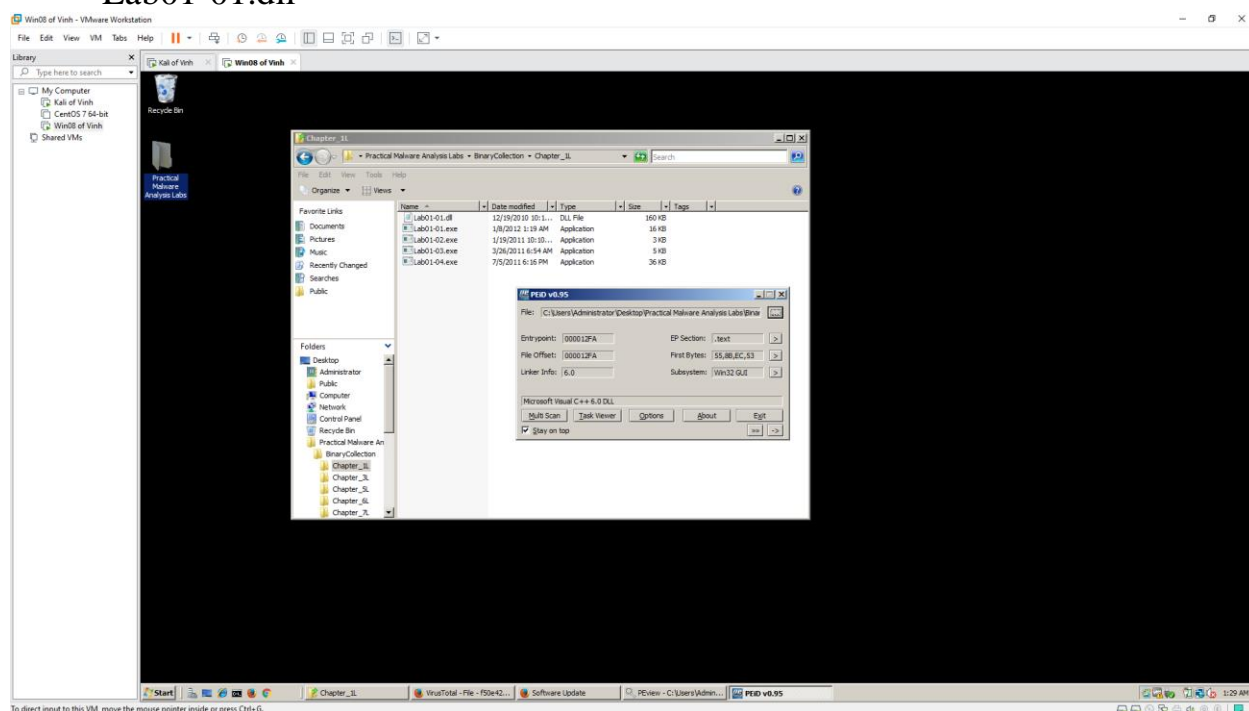 Lab01-01.dll
Win08 of Vinh - VMware Workstation
File Edit View VM Tabs Help
Library
Type here to search
My Computer
Kali of Vinh
CentOS 7 64-bit
Win08 of Vinh
Shared VMs
Kali of Vinh
Win08 of Vinh
Recycle Bin
Practical
Malware
Analysis Labs
Chapter_1L
Practical Malware Analysis Labs BinaryCollection Chapter_1L
Search
File Edit View Tools Help
Organize Views
Favorite Links
Documents
Pictures
Music
Recently Changed
Searches
Public
Name Date modified Type Size Tags
Lab01-01.dll 12/19/2010 10:1... DLL File 160 KB
Lab01-01.exe 1/8/2012 1:19 AM Application 16 KB
Lab01-02.exe 1/19/2011 10:10... Application 3 KB
Lab01-03.exe 3/26/2011 6:54 AM Application 5 KB
Lab01-04.exe 7/5/2011 6:16 PM Application 36 KB
Folders
Desktop
Administrator
Public
Computer
Network
Control Panel
Recycle Bin
Practical Malware An
BinaryCollection
Chapter_1L
Chapter_3L
Chapter_5L
Chapter_6L
Chapter_7L
PEiD v0.95
File: C:\Users\Administrator\Desktop\Practical Malware Analysis Labs\Binar
Entrypoint: 000012FA EP Section: .text >
File Offset: 000012FA First Bytes: 55,8B,EC,53 >
Linker Info: 6.0 Subsystem: Win32 GUI >
Microsoft Visual C++ 6.0 DLL
Multi Scan Task Viewer Options About Exit
Stay on top >> ->
Start Chapter_1L VirusTotal - File - f50e42... Software Update PEview - C:\Users\Admin... PEiD v0.95 1:29 AM
To direct input to this VM, move the mouse pointer inside or press Ctrl+G.